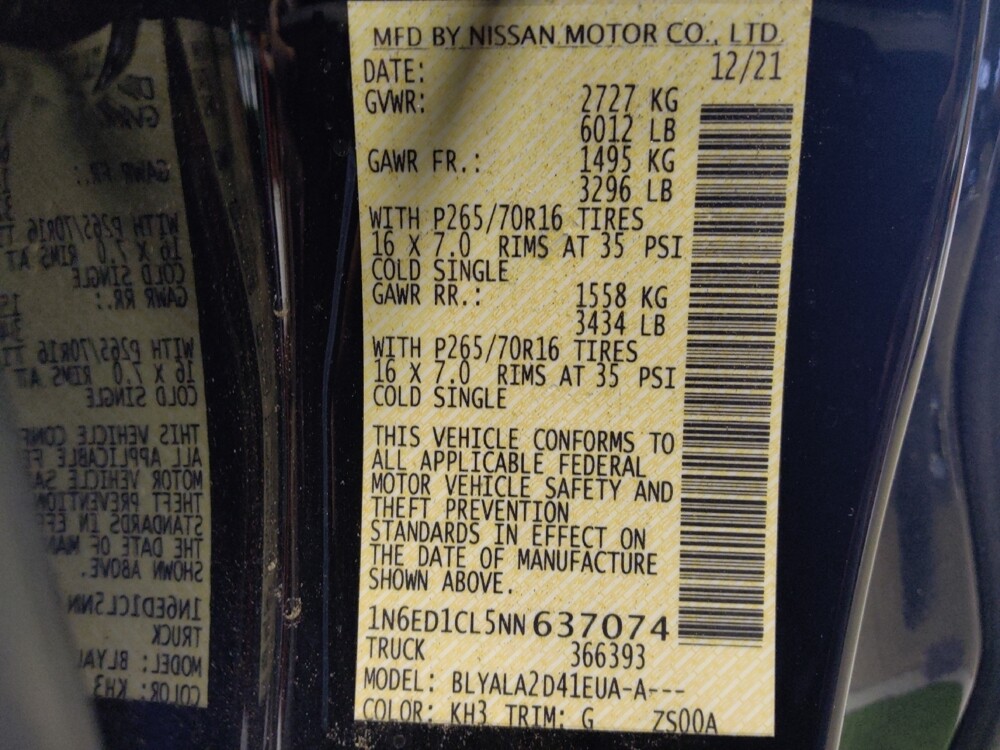 MFD BY NISSAN MOTOR CO., LTD.
DATE: 12/21
GVWR: 2727 KG
6012 LB
GAWR FR.: 1495 KG
3296 LB
WITH P265/70R16 TIRES
16 X 7.0 RIMS AT 35 PSI
COLD SINGLE
GAWR RR.: 1558 KG
3434 LB
WITH P265/70R16 TIRES
16 X 7.0 RIMS AT 35 PSI
COLD SINGLE
THIS VEHICLE CONFORMS TO
ALL APPLICABLE FEDERAL
MOTOR VEHICLE SAFETY AND
THEFT PREVENTION
STANDARDS IN EFFECT ON
THE DATE OF MANUFACTURE
SHOWN ABOVE.
1N6ED1CL5NN637074
TRUCK 366393
MODEL: BLYALA2D41EUA-A---
COLOR: KH3 TRIM: G ZS00A